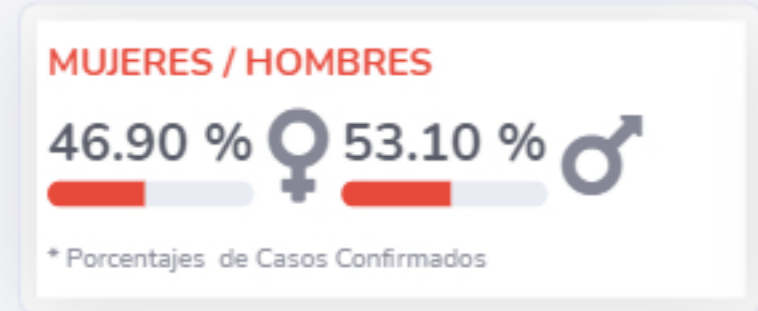 MUJERES / HOMBRES
46.90 % 53.10 %
* Porcentajes de Casos Confirmados